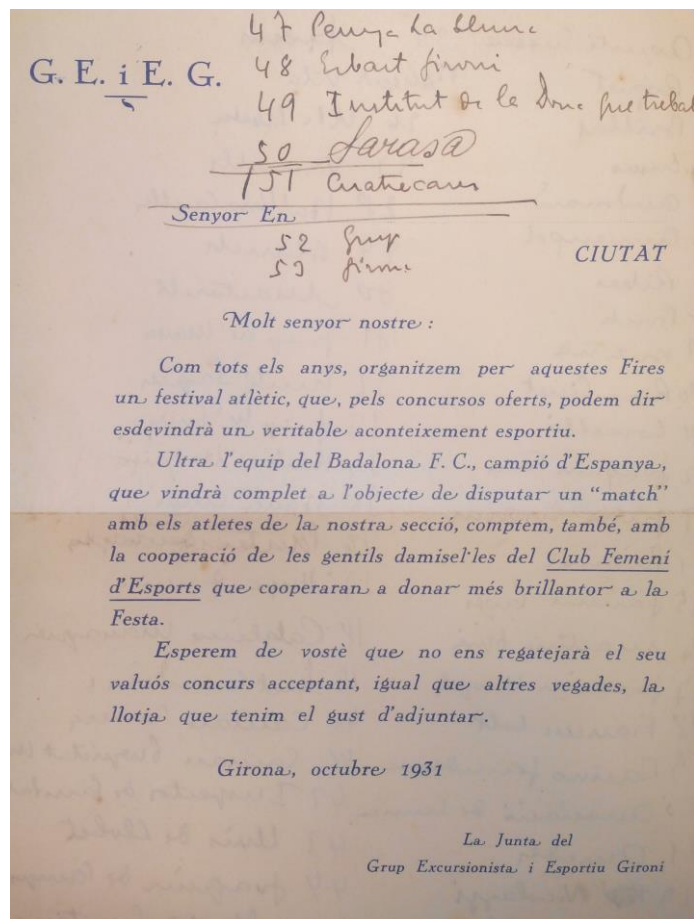 47 Penya La Llune
G. E. i E. G.
48 Esbart gironi
49 Institut de la Dona que trebal
50 Sarasa
51 Cuatrecases
Senyor En
52 Grup
53 Girone
CIUTAT
Molt senyor nostre :
Com tots els anys, organitzem per aquestes Fires
un festival atlètic, que, pels concursos oferts, podem dir
esdevindrà un veritable aconteixement esportiu.
Ultra l'equip del Badalona F. C., campió d'Espanya,
que vindrà complet a l'objecte de disputar un “match”
amb els atletes de la nostra secció, comptem, també, amb
la cooperació de les gentils damisel·les del Club Femení
d'Esports que cooperaran a donar més brillantor a la
Festa.
Esperem de vostè que no ens regatejarà el seu
valuós concurs acceptant, igual que altres vegades, la
llotja que tenim el gust d'adjuntar.
Girona, octubre 1931
La Junta del
Grup Excursionista i Esportiu Gironí